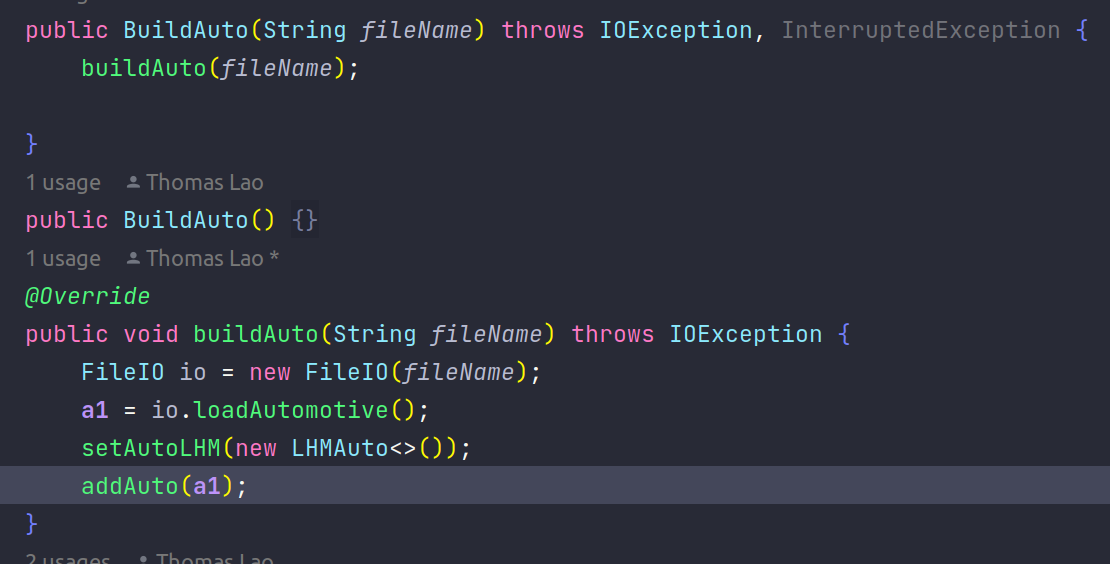 public BuildAuto(String fileName) throws IOException, InterruptedException {
    buildAuto(fileName);
}
1 usage Thomas Lao
public BuildAuto() {}
1 usage Thomas Lao *
@Override
public void buildAuto(String fileName) throws IOException {
    FileIO io = new FileIO(fileName);
    a1 = io.loadAutomotive();
    setAutoLHM(new LHMAuto<>());
    addAuto(a1);
}
2 usages Thomas Lao